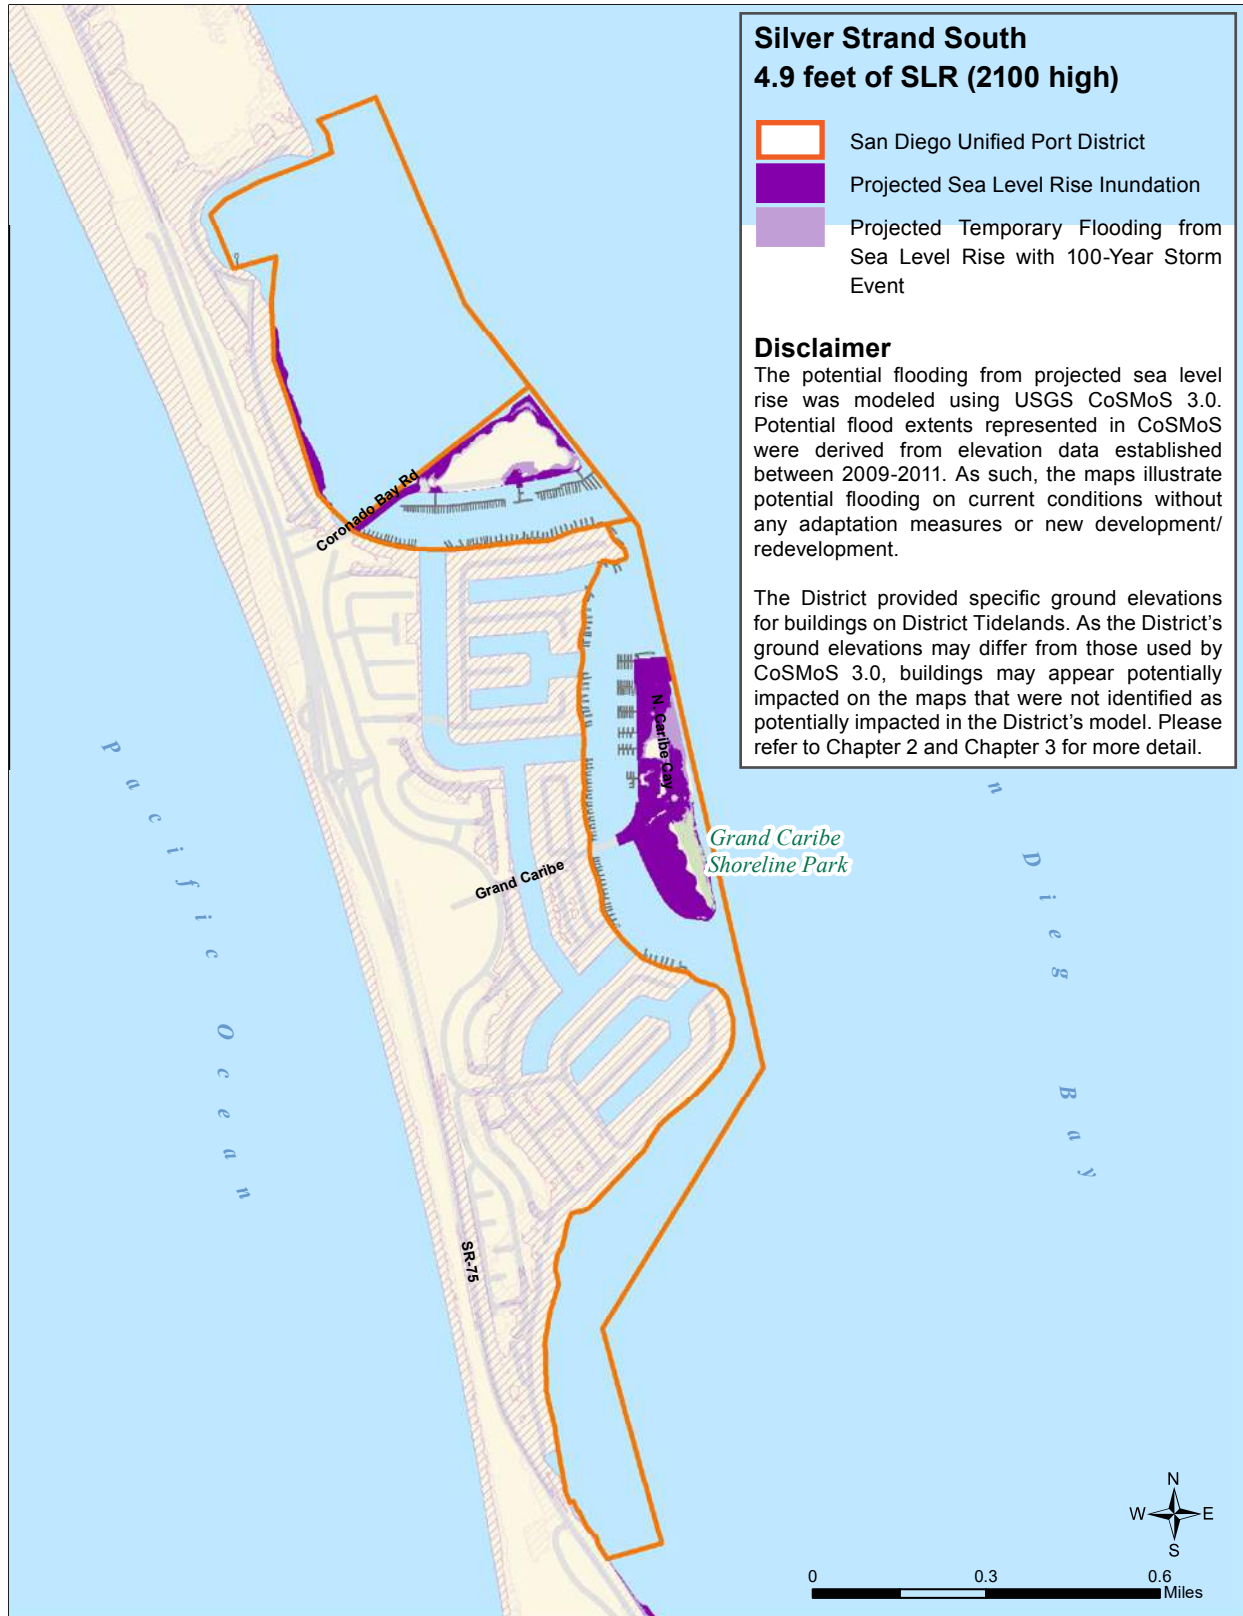 Silver Strand South
4.9 feet of SLR (2100 high)
San Diego Unified Port District
Projected Sea Level Rise Inundation
Projected Temporary Flooding from
Sea Level Rise with 100-Year Storm
Event
Disclaimer
The potential flooding from projected sea level
rise was modeled using USGS CoSMoS 3.0.
Potential flood extents represented in CoSMoS
were derived from elevation data established
between 2009-2011. As such, the maps illustrate
potential flooding on current conditions without
any adaptation measures or new development/
redevelopment.
The District provided specific ground elevations
for buildings on District Tidelands. As the District's
ground elevations may differ from those used by
CoSMoS 3.0, buildings may appear potentially
impacted on the maps that were not identified as
potentially impacted in the District's model. Please
refer to Chapter 2 and Chapter 3 for more detail.
Coronado Bay Rd
N. Caribe Cay
Grand Caribe
Shoreline Park
Grand Caribe
SR-75
Pacific Ocean
n Dieg Bay
N
W E
S
0 0.3 0.6
Miles